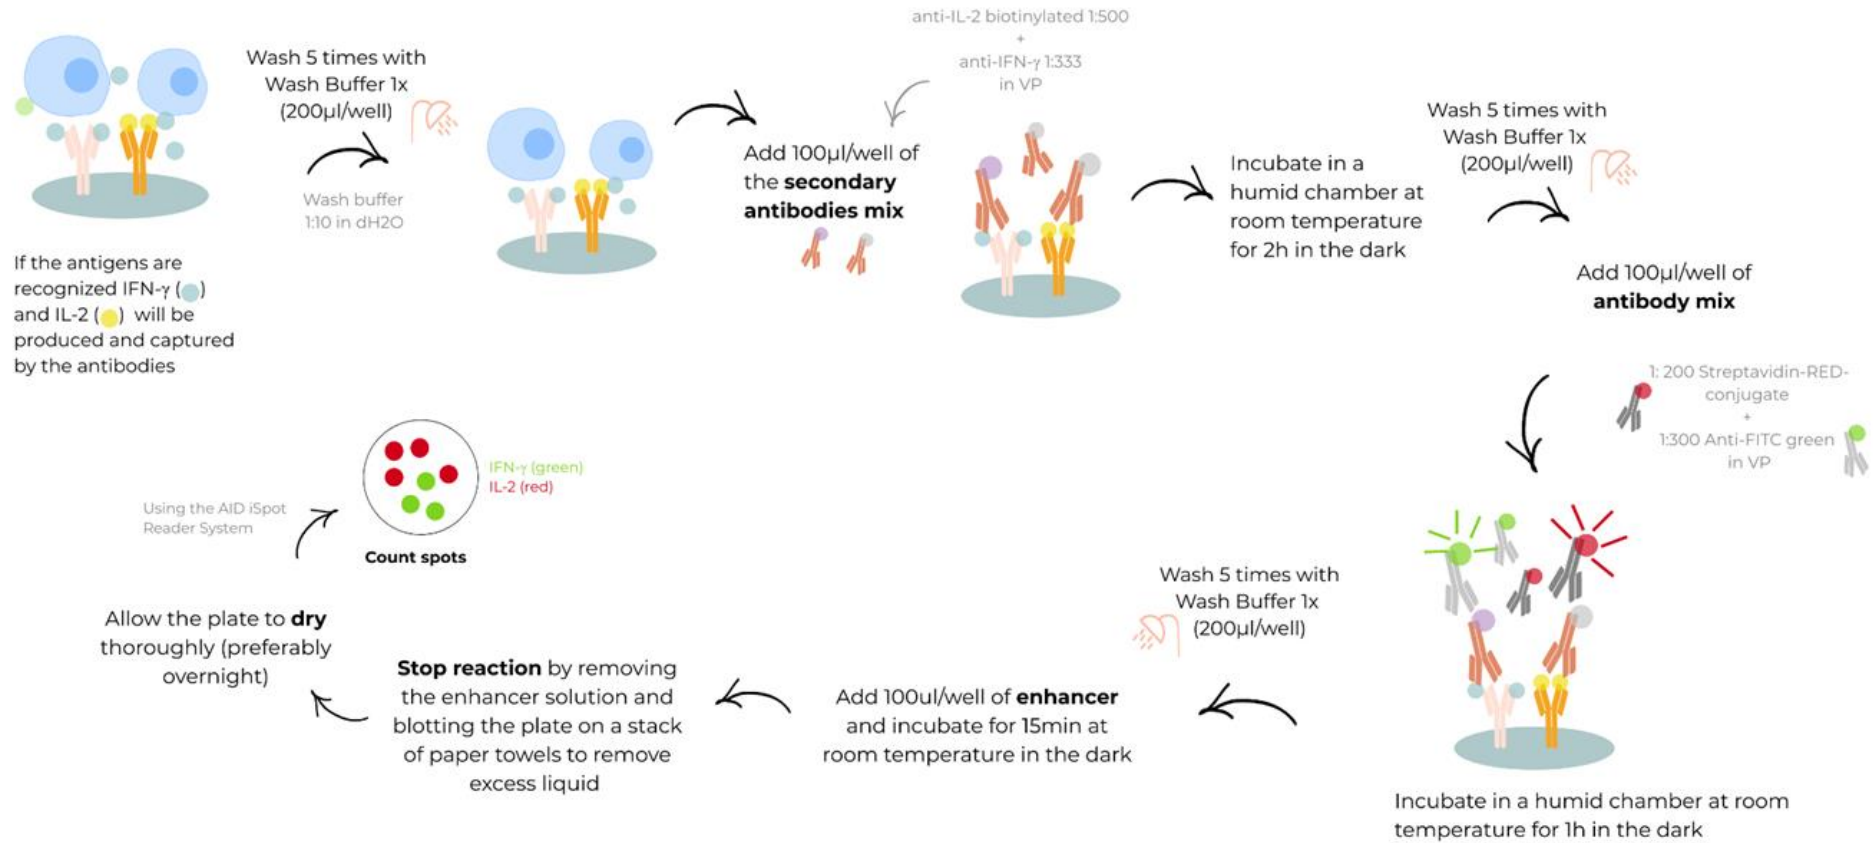 If the antigens are
recognized IFN-γ ( )
and IL-2 ( ) will be
produced and captured
by the antibodies
Wash 5 times with
Wash Buffer 1x
(200µl/well)
Wash buffer
1:10 in dH2O
anti-IL-2 biotinylated 1:500
+
anti-IFN-γ 1:333
in VP
Add 100µl/well of
the secondary
antibodies mix
Incubate in a
humid chamber at
room temperature
for 2h in the dark
Wash 5 times with
Wash Buffer 1x
(200µl/well)
Add 100µl/well of
antibody mix
1: 200 Streptavidin-RED-
conjugate
+
1:300 Anti-FITC green
in VP
Incubate in a humid chamber at room
temperature for 1h in the dark
Wash 5 times with
Wash Buffer 1x
(200µl/well)
Add 100ul/well of enhancer
and incubate for 15min at
room temperature in the dark
Stop reaction by removing
the enhancer solution and
blotting the plate on a stack
of paper towels to remove
excess liquid
Allow the plate to dry
thoroughly (preferably
overnight)
Using the AID iSpot
Reader System
IFN-γ (green)
IL-2 (red)
Count spots